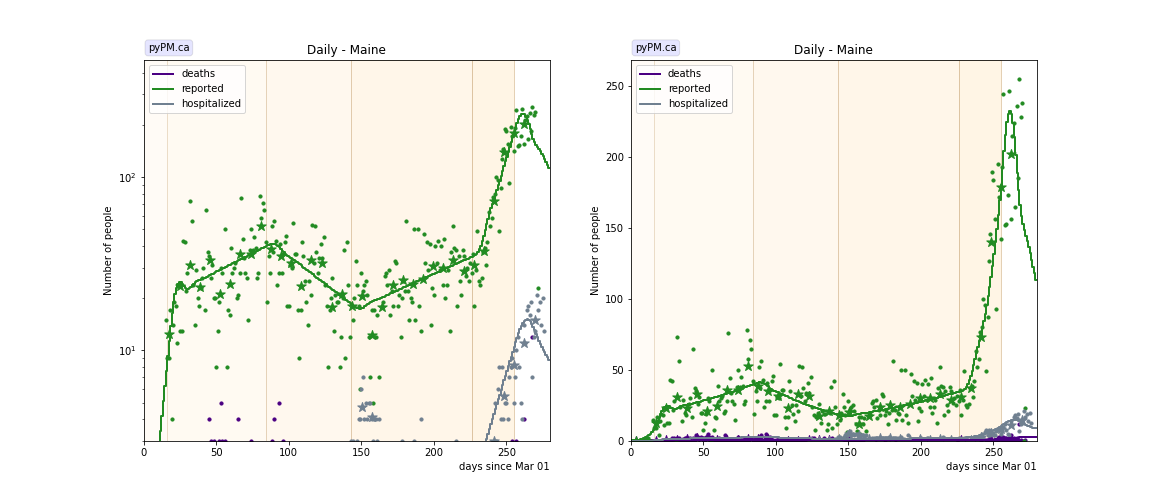 pyPM.ca
Daily - Maine
deaths
reported
hospitalized
Number of people
10²
10¹
0 50 100 150 200 250
days since Mar 01
pyPM.ca
Daily - Maine
deaths
reported
hospitalized
Number of people
250
200
150
100
50
0
0 50 100 150 200 250
days since Mar 01